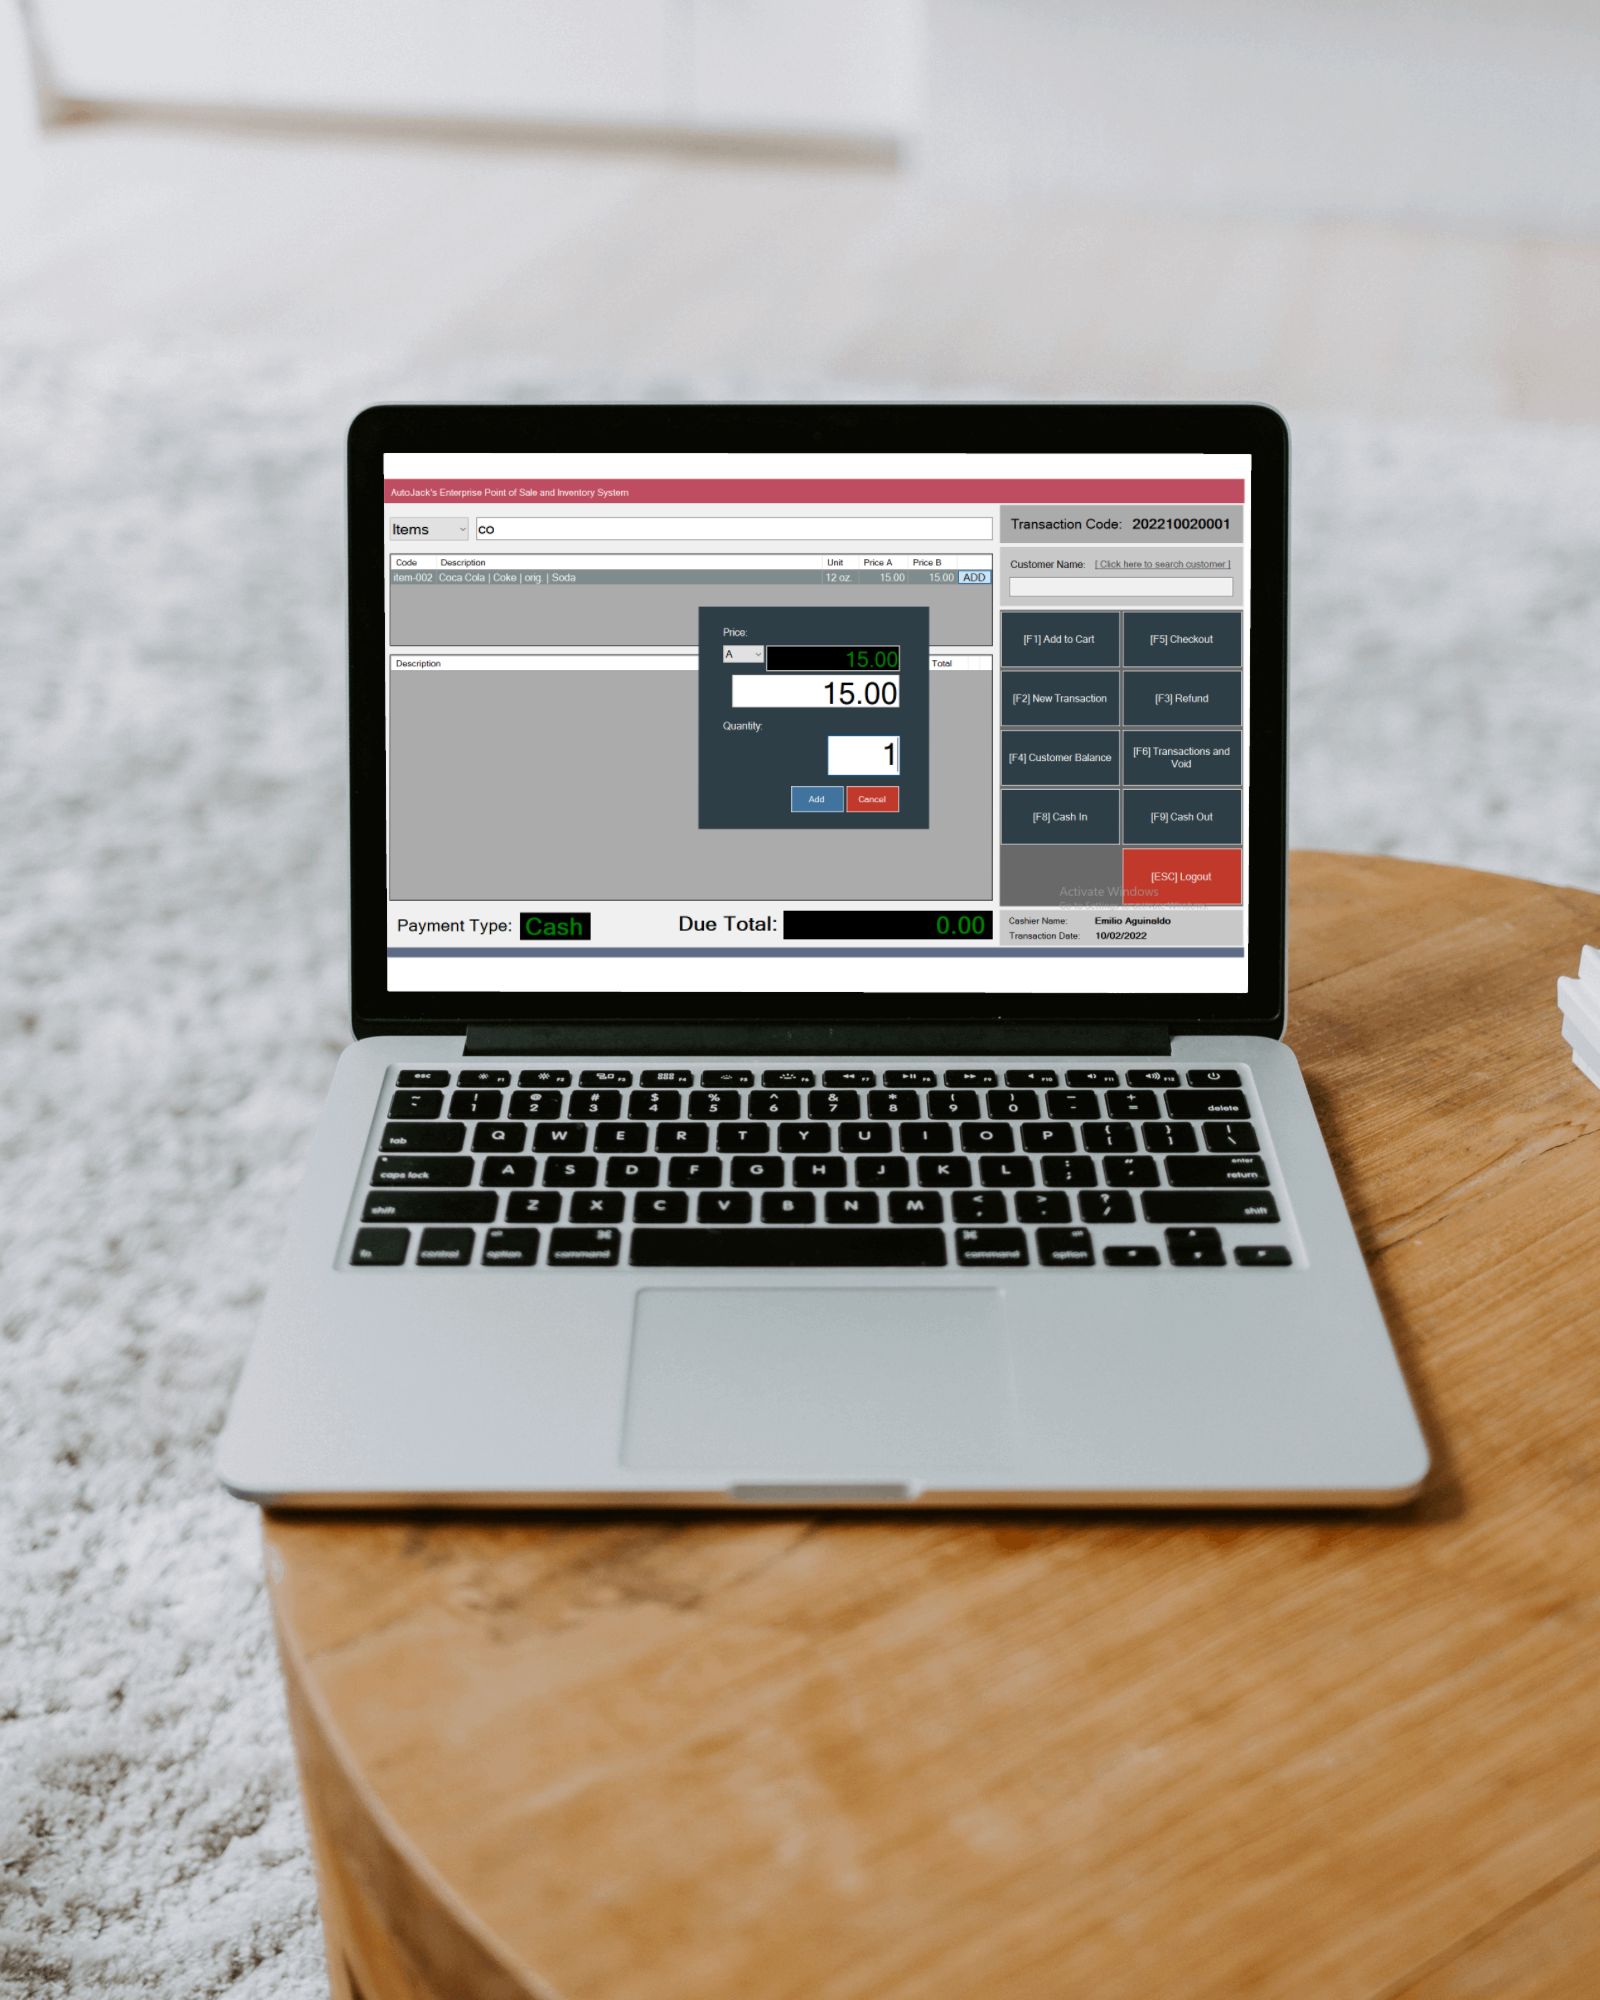 AutoJack's Enterprise Point of Sale and Inventory System
Items co
Transaction Code: 202210020001
Code Description Unit Price A Price B
item-002 Coca Cola | Coke | orig. | Soda 12 oz. 15.00 15.00 ADD
Customer Name: [ Click here to search customer ]
Price:
A 15.00
15.00
Quantity:
1
Add Cancel
Description Total
[F1] Add to Cart [F5] Checkout
[F2] New Transaction [F3] Refund
[F4] Customer Balance [F6] Transactions and
Void
[F8] Cash In [F9] Cash Out
[ESC] Logout
Activate Windows
Payment Type: Cash Due Total: 0.00
Cashier Name: Emilio Aguinaldo
Transaction Date: 10/02/2022
esc F1 F2 F3 F4 F5 F6 F7 F8 F9 F10 F11 F12
~ ! @ # $ % ^ & * ( ) — +
` 1 2 3 4 5 6 7 8 9 0 - = delete
tab Q W E R T Y U I O P { [ } ] | \
caps lock A S D F G H J K L : ; " ' enter return
shift Z X C V B N M < , > . ? / shift
fn control alt option ⌘ command ⌘ command alt option